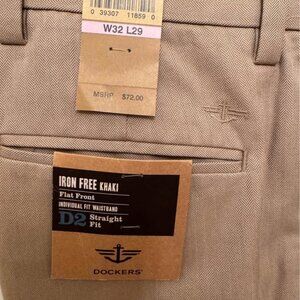 0 39307 11859 0
W32 L29
MSRP $72.00
IRON FREE KHAKI
Flat Front
INDIVIDUAL FIT WAISTBAND
D2 Straight
Fit
DOCKERS®